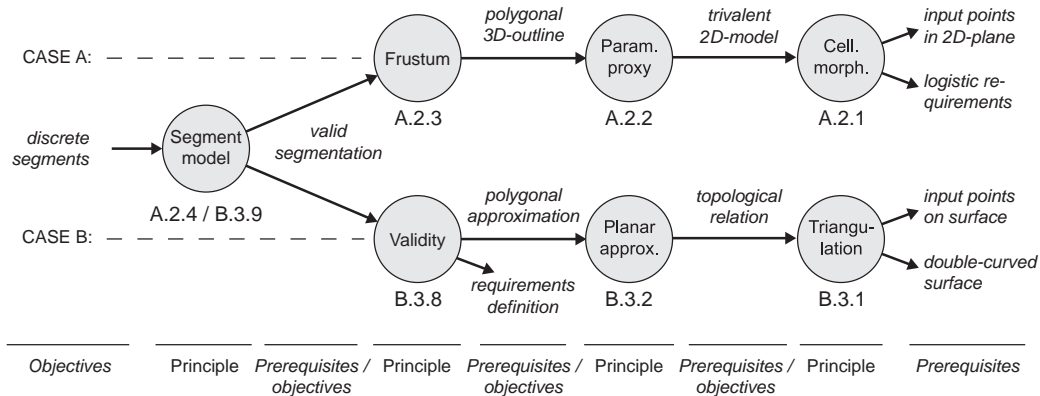 polygonal
3D-outline
trivalent
2D-model
input points
in 2D-plane
CASE A:
Frustum
Param.
proxy
Cell.
morph.
A.2.3
A.2.2
A.2.1
logistic re-
quirements
discrete
segments
Segment
model
valid
segmentation
A.2.4 / B.3.9
polygonal
approximation
topological
relation
input points
on surface
CASE B:
Validity
Planar
approx.
Triangu-
lation
B.3.8
requirements
definition
B.3.2
B.3.1
double-curved
surface
Objectives
Principle
Prerequisites /
objectives
Principle
Prerequisites /
objectives
Principle
Prerequisites /
objectives
Principle
Prerequisites